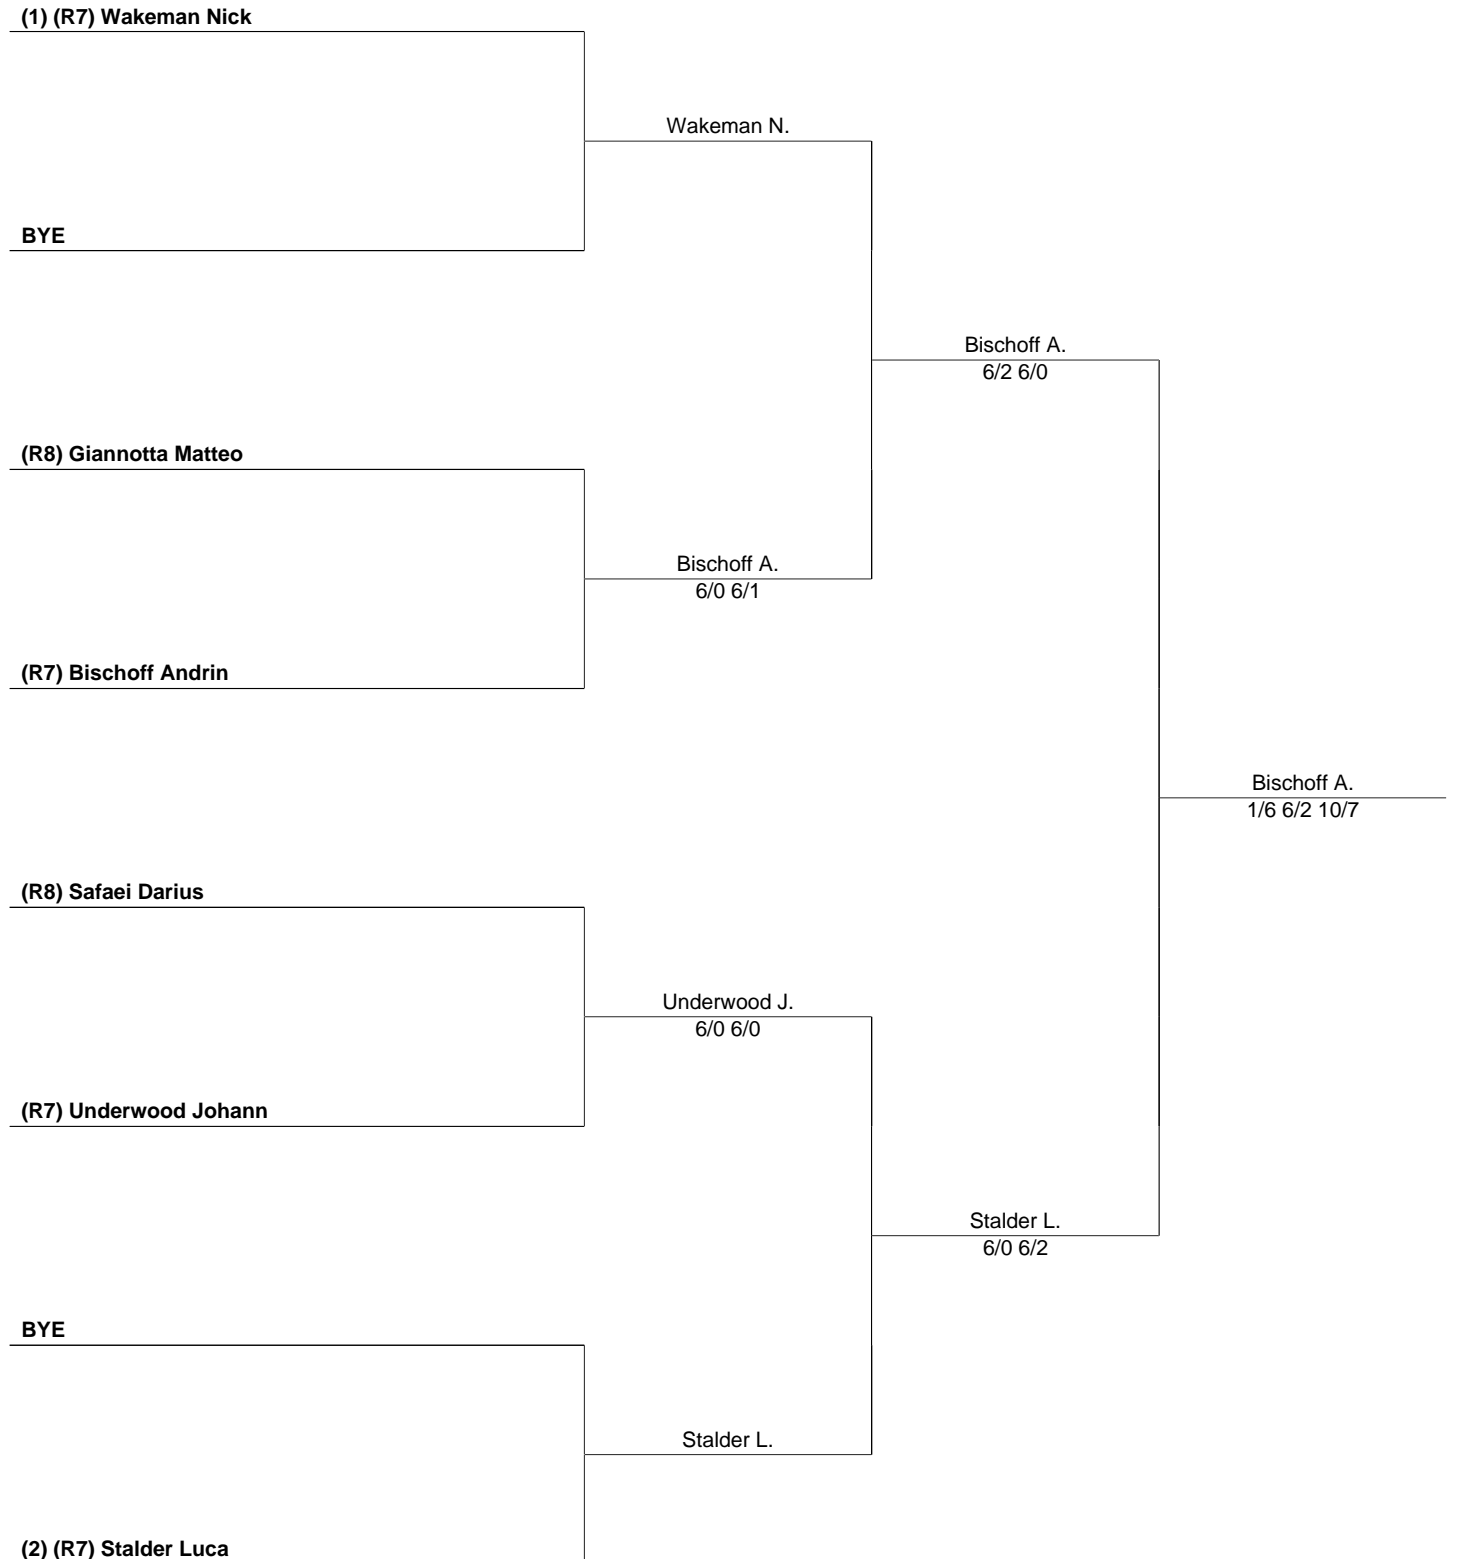 (1) (R7) Wakeman Nick
Wakeman N.
BYE
Bischoff A.
6/2 6/0
(R8) Giannotta Matteo
Bischoff A.
6/0 6/1
(R7) Bischoff Andrin
Bischoff A.
1/6 6/2 10/7
(R8) Safaei Darius
Underwood J.
6/0 6/0
(R7) Underwood Johann
Stalder L.
6/0 6/2
BYE
Stalder L.
(2) (R7) Stalder Luca